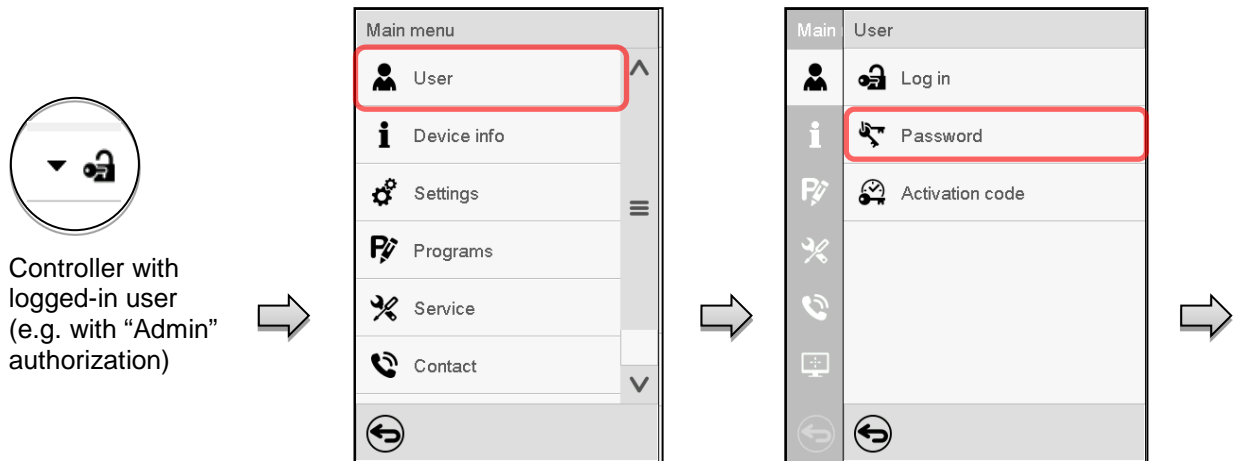 Controller with
logged-in user
(e.g. with “Admin”
authorization)
Main menu
User
Device info
Settings
Programs
Service
Contact
Main
User
Log in
Password
Activation code